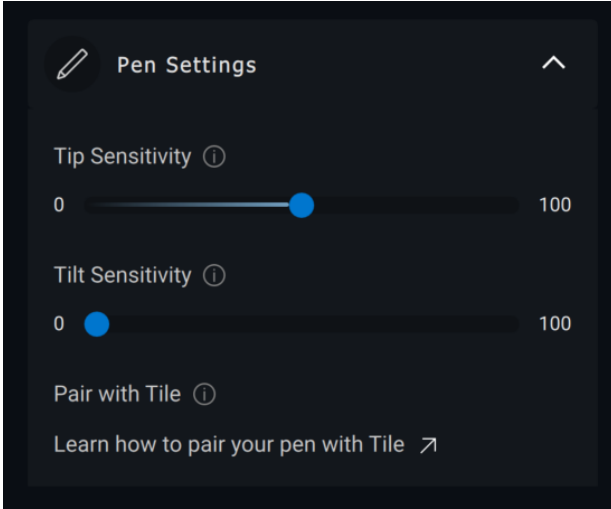 Pen Settings
Tip Sensitivity
0 100
Tilt Sensitivity
0 100
Pair with Tile
Learn how to pair your pen with Tile